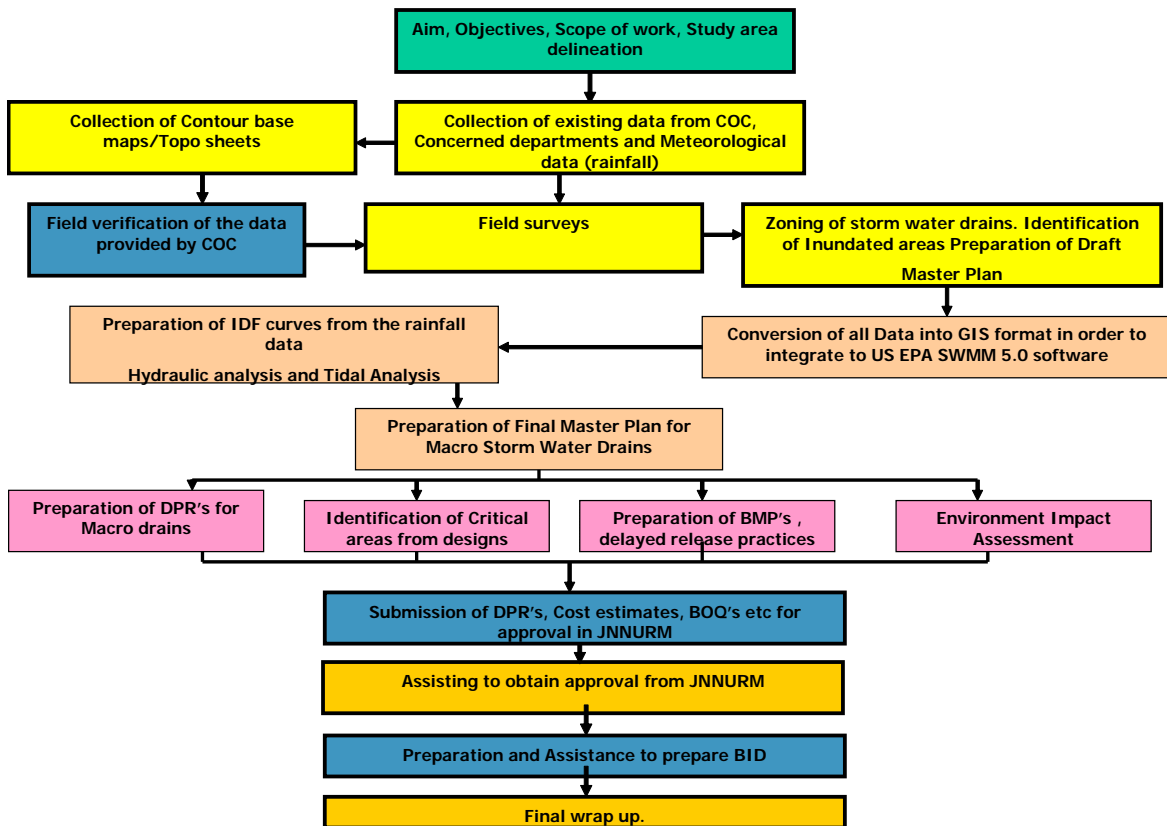 Aim, Objectives, Scope of work, Study area
delineation
Collection of Contour base
maps/Topo sheets
Collection of existing data from COC,
Concerned departments and Meteorological
data (rainfall)
Field verification of the data
provided by COC
Field surveys
Zoning of storm water drains. Identification
of Inundated areas Preparation of Draft
Master Plan
Preparation of IDF curves from the rainfall
data
Hydraulic analysis and Tidal Analysis
Conversion of all Data into GIS format in order to
integrate to US EPA SWMM 5.0 software
Preparation of Final Master Plan for
Macro Storm Water Drains
Preparation of DPR's for
Macro drains
Identification of Critical
areas from designs
Preparation of BMP's ,
delayed release practices
Environment Impact
Assessment
Submission of DPR's, Cost estimates, BOQ's etc for
approval in JNNURM
Assisting to obtain approval from JNNURM
Preparation and Assistance to prepare BID
Final wrap up.